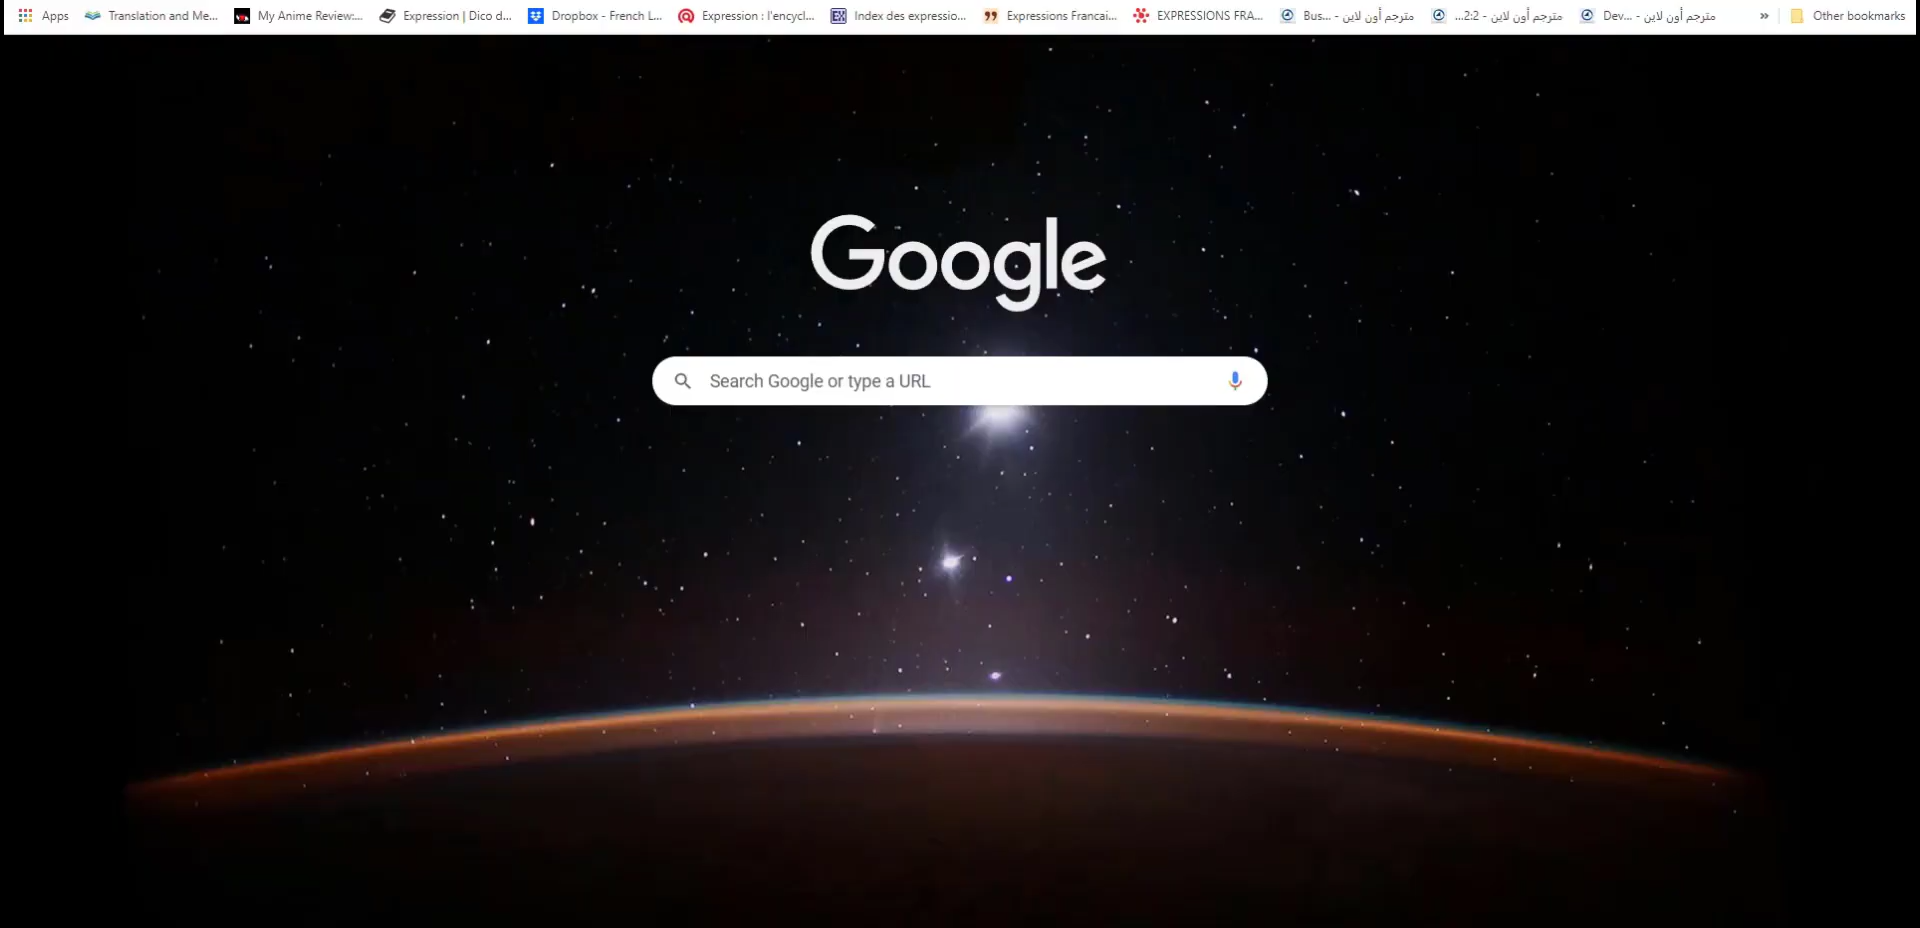 Apps Translation and Me... My Anime Review:... Expression | Dico d... Dropbox - French L... Expression : l'encycl... Index des expressio... Expressions Francai... EXPRESSIONS FRA... Bus... - مترجم أون لاين ...2:2 - مترجم أون لاين Dev... - مترجم أون لاين » Other bookmarks
Google
Search Google or type a URL